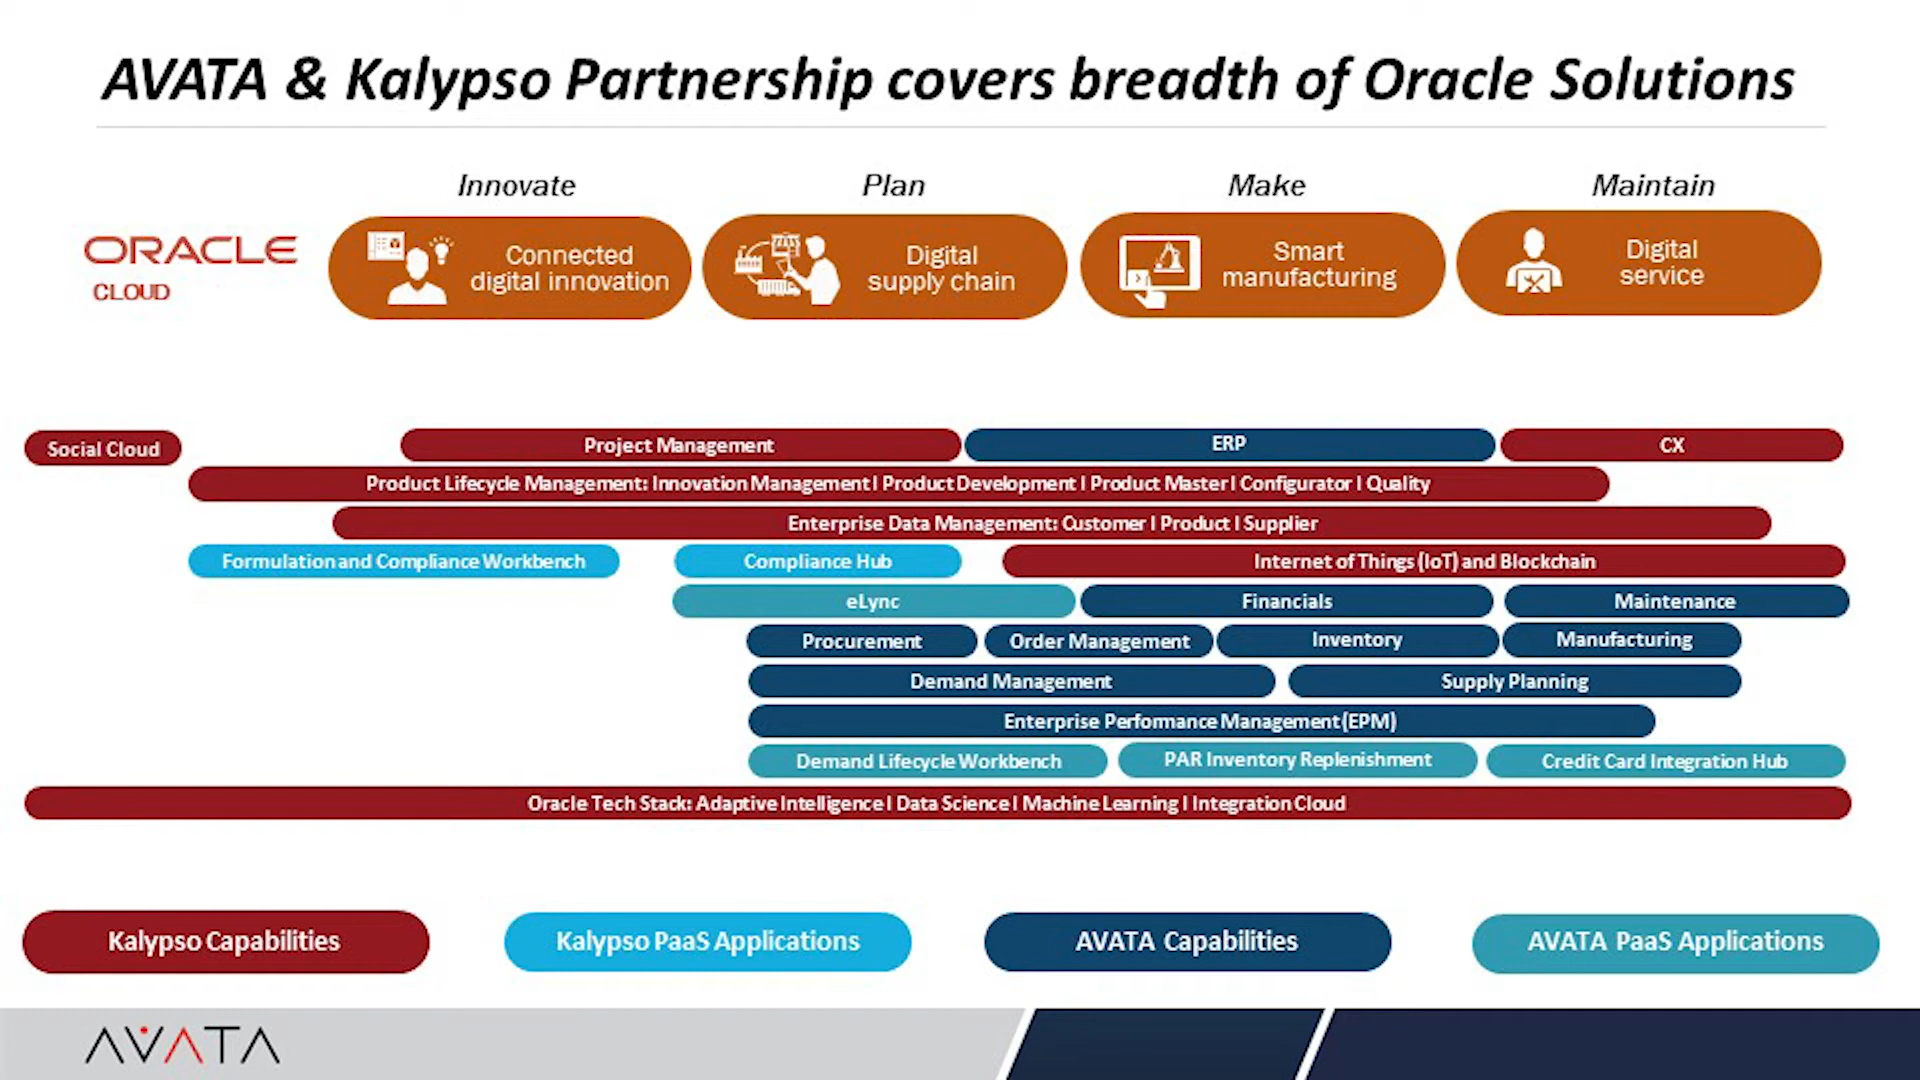 AVATA & Kalypso Partnership covers breadth of Oracle Solutions
Innovate
Plan
Make
Maintain
ORACLE
CLOUD
Connected
digital innovation
Digital
supply chain
Smart
manufacturing
Digital
service
Social Cloud
Project Management
ERP
CX
Product Lifecycle Management: Innovation Management I Product Development I Product Master I Configurator I Quality
Enterprise Data Management: Customer I Product I Supplier
Formulation and Compliance Workbench
Compliance Hub
Internet of Things (IoT) and Blockchain
eLync
Financials
Maintenance
Procurement
Order Management
Inventory
Manufacturing
Demand Management
Supply Planning
Enterprise Performance Management (EPM)
Demand Lifecycle Workbench
PAR Inventory Replenishment
Credit Card Integration Hub
Oracle Tech Stack: Adaptive Intelligence I Data Science I Machine Learning I Integration Cloud
Kalypso Capabilities
Kalypso PaaS Applications
AVATA Capabilities
AVATA PaaS Applications
AVATA